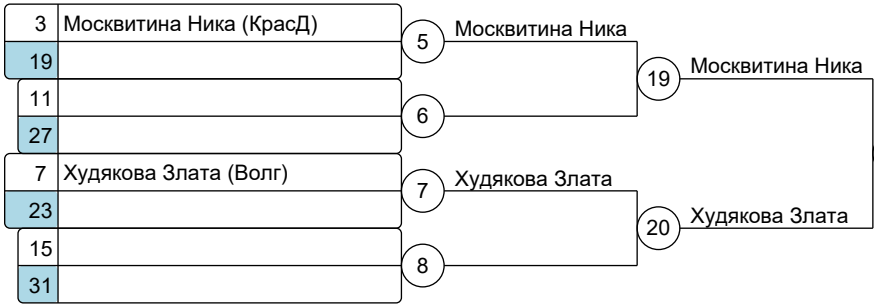 3 Москвитина Ника (КрасД)
5 Москвитина Ника
19
19 Москвитина Ника
11
6
27
7 Худякова Злата (Волг)
7 Худякова Злата
23
20 Худякова Злата
15
8
31